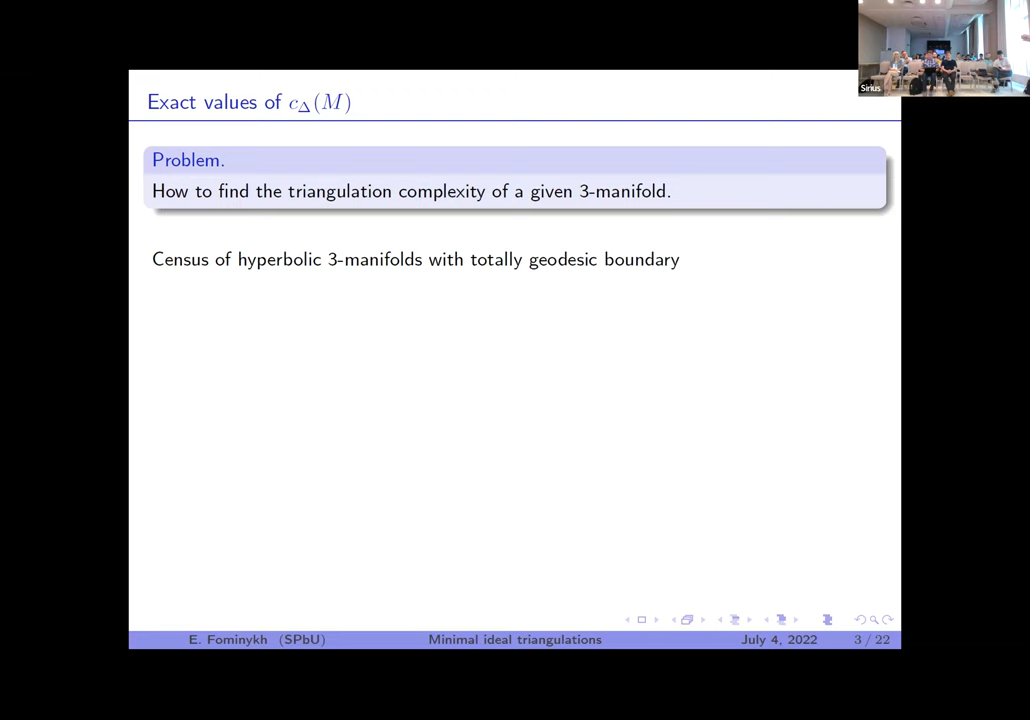 Sirius
Exact values of c_Δ(M)
Problem.
How to find the triangulation complexity of a given 3-manifold.
Census of hyperbolic 3-manifolds with totally geodesic boundary
E. Fominykh (SPbU) Minimal ideal triangulations July 4, 2022 3 / 22